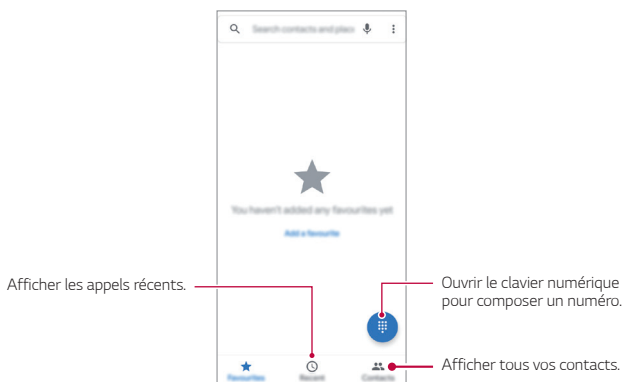 Search contacts and place
You haven't added any favourites yet
Add a favourite
Afficher les appels récents.
Ouvrir le clavier numérique
pour composer un numéro.
Favourites
Recent
Contacts
Afficher tous vos contacts.